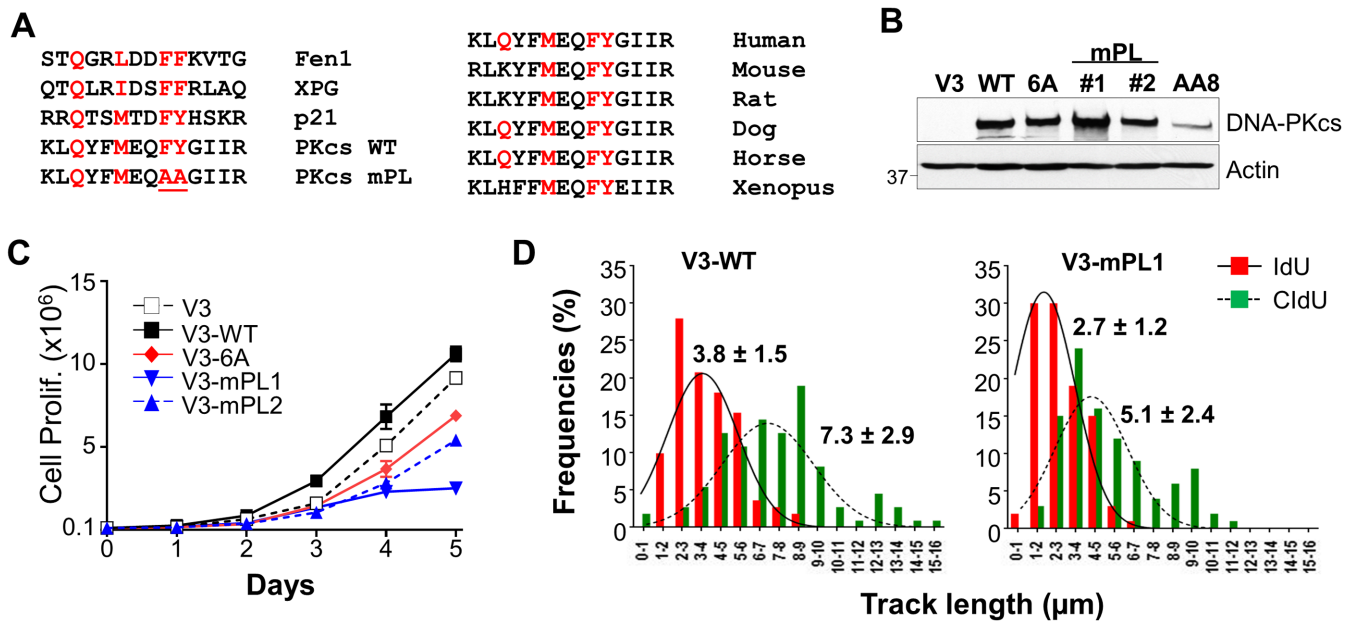 A
STQGRLDDFFKVTG Fen1
QTQLRIDSFFRLAQ XPG
RRQTSMTDFYHSKR p21
KLQYFMEQFYGIIR PKcs WT
KLQYFMEQAAGIIR PKcs mPL
KLQYFMEQFYGIIR Human
RLKYFMEQFYGIIR Mouse
KLKYFMEQFYGIIR Rat
KLQYFMEQFYGIIR Dog
KLQYFMEQFYGIIR Horse
KLHFFMEQFYEIIR Xenopus
B
mPL
V3 WT 6A #1 #2 AA8
DNA-PKcs
Actin
37
C
Cell Prolif. (x10⁶)
15
10
5
0.1
V3
V3-WT
V3-6A
V3-mPL1
V3-mPL2
0 1 2 3 4 5
Days
D
V3-WT
Frequencies (%)
35
30
25
20
15
10
5
0
3.8 ± 1.5
7.3 ± 2.9
0-1 1-2 2-3 3-4 4-5 5-6 6-7 7-8 8-9 9-10 10-11 11-12 12-13 13-14 14-15 15-16
V3-mPL1
35
30
25
20
15
10
5
0
2.7 ± 1.2
5.1 ± 2.4
0-1 1-2 2-3 3-4 4-5 5-6 6-7 7-8 8-9 9-10 10-11 11-12 12-13 13-14 14-15 15-16
IdU
CldU
Track length (µm)